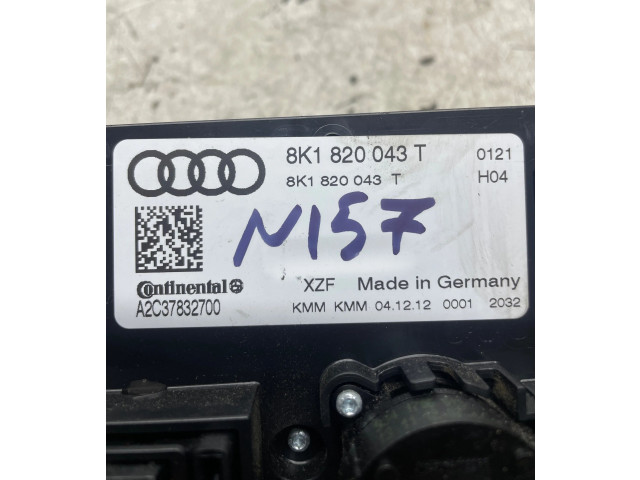 8K1 820 043 T 0121
8K1 820 043 T H04
N157
Continental XZF Made in Germany
A2C37832700 KMM KMM 04.12.12 0001 2032